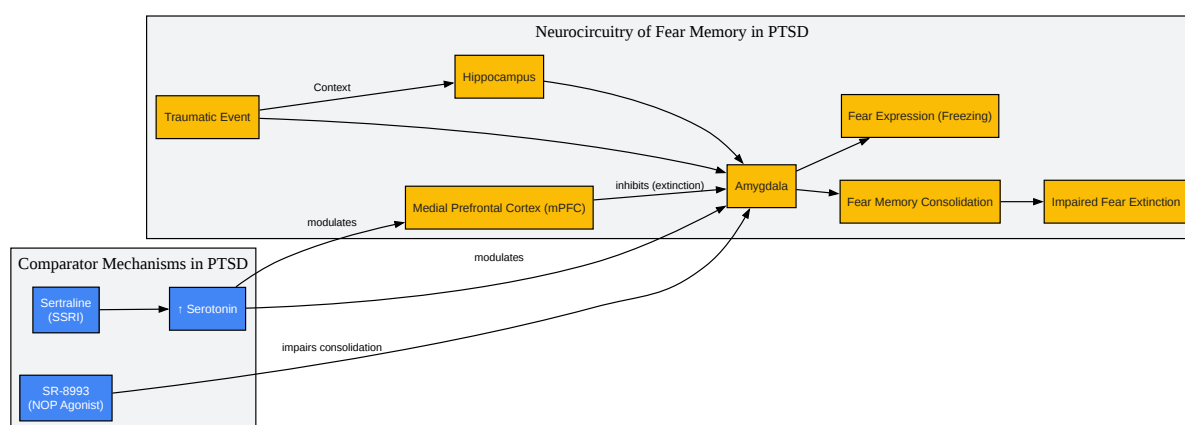 Neurocircuitry of Fear Memory in PTSD
Hippocampus
Context
Traumatic Event
Fear Expression (Freezing)
Amygdala
inhibits (extinction)
Medial Prefrontal Cortex (mPFC)
Fear Memory Consolidation
Impaired Fear Extinction
modulates
modulates
Comparator Mechanisms in PTSD
Sertraline
(SSRI)
↑ Serotonin
impairs consolidation
SR-8993
(NOP Agonist)